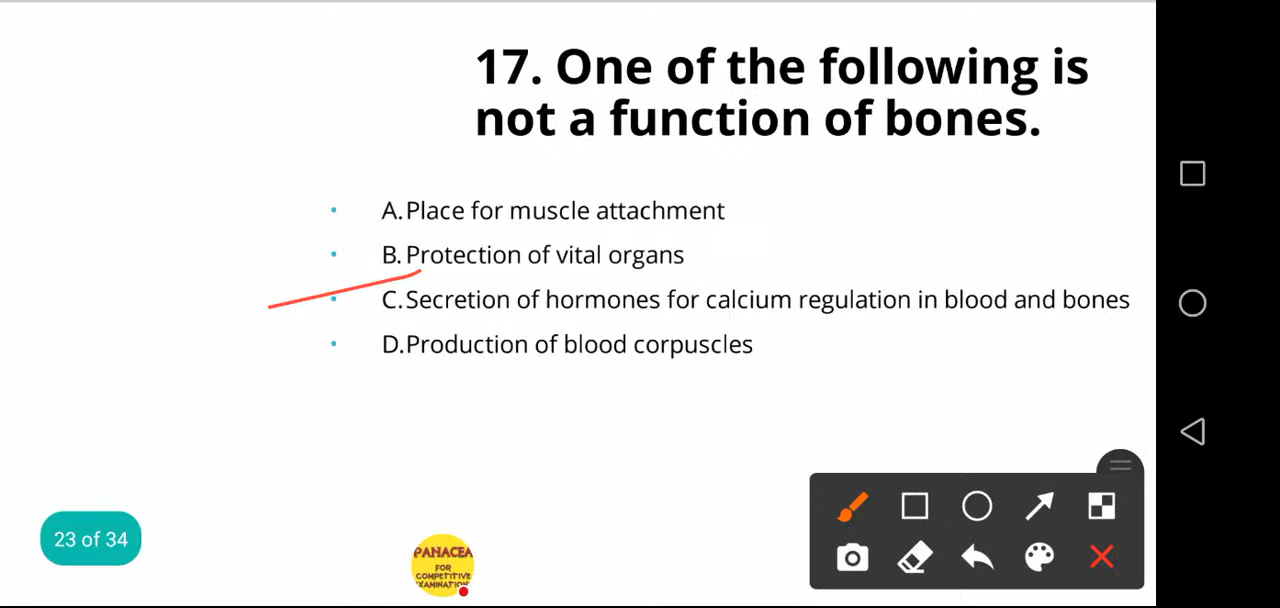 17. One of the following is
not a function of bones.
• A.Place for muscle attachment
• B.Protection of vital organs
• C.Secretion of hormones for calcium regulation in blood and bones
• D.Production of blood corpuscles
23 of 34
PANACEA
FOR
COMPETITIVE
EXAMINATION